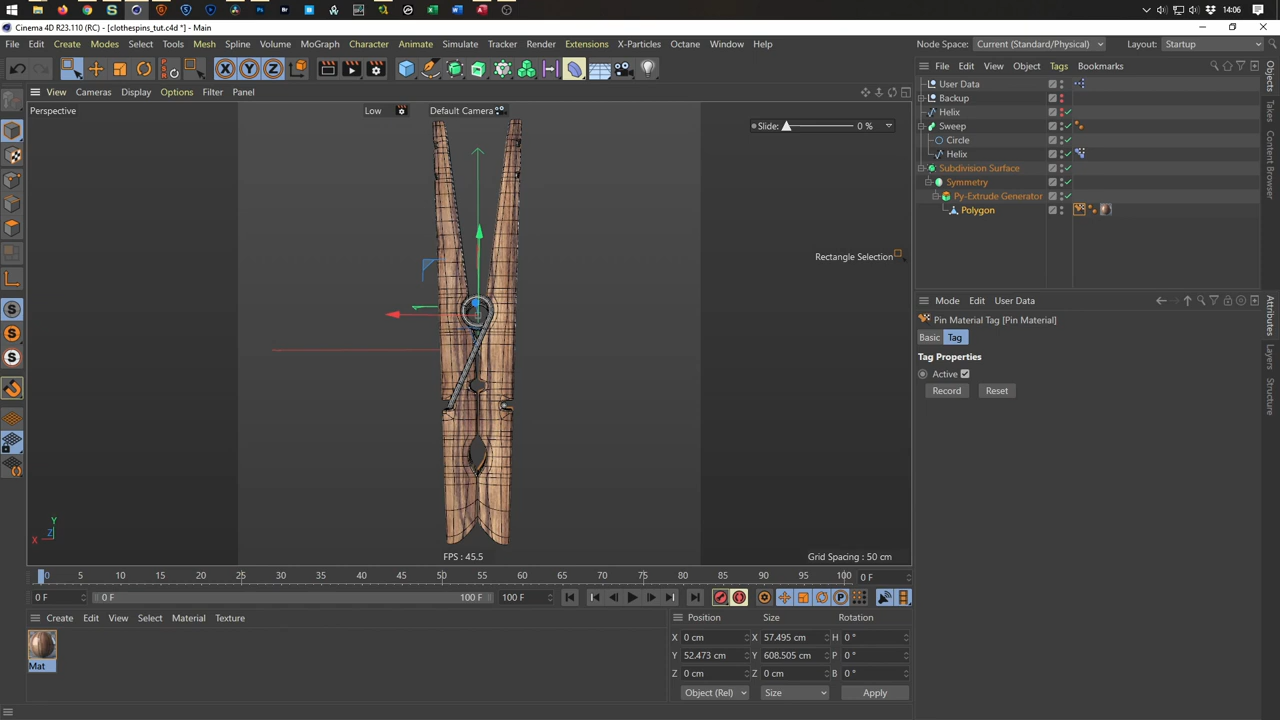 14:06
Cinema 4D R23.110 (RC) - [clothespins_tut.c4d *] - Main
File Edit Create Modes Select Tools Mesh Spline Volume MoGraph Character Animate Simulate Tracker Render Extensions X-Particles Octane Window Help
Node Space: Current (Standard/Physical) Layout: Startup
View Cameras Display Options Filter Panel
File Edit View Object Tags Bookmarks
Perspective
Low
Default Camera
Slide: 0 %
User Data
Backup
Helix
Sweep
Circle
Helix
Subdivision Surface
Symmetry
Py-Extrude Generator
Polygon
Rectangle Selection
Objects
Takes
Content Browser
Mode Edit User Data
Pin Material Tag [Pin Material]
Basic Tag
Tag Properties
Active
Record Reset
Attributes
Layers
Structure
Y
Z
X
FPS : 45.5
Grid Spacing : 50 cm
0 5 10 15 20 25 30 35 40 45 50 55 60 65 70 75 80 85 90 95 100 0 F
0 F 0 F 100 F 100 F
Create Edit View Select Material Texture
Mat
Position Size Rotation
X 0 cm X 57.495 cm H 0 °
Y 52.473 cm Y 608.505 cm P 0 °
Z 0 cm Z 0 cm B 0 °
Object (Rel) Size Apply